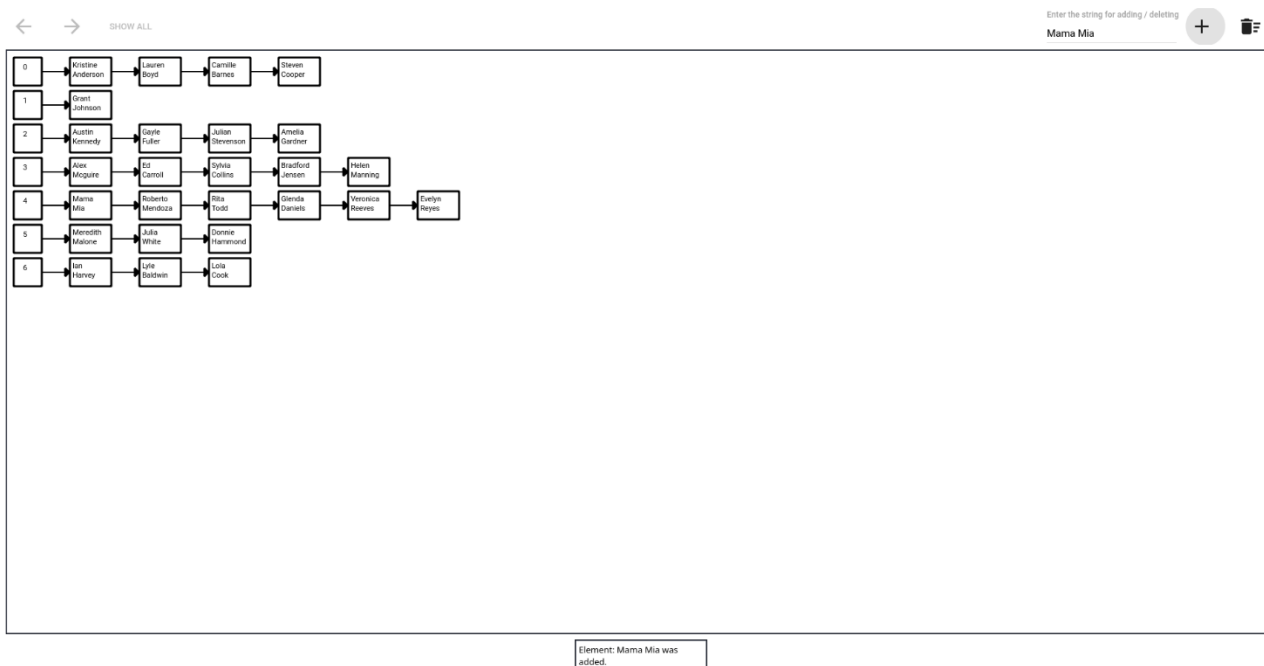 SHOW ALL
Enter the string for adding / deleting
Mama Mia
0
Kristine
Anderson
Lauren
Boyd
Camille
Barnes
Steven
Cooper
1
Grant
Johnson
2
Austin
Kennedy
Gayle
Fuller
Julian
Stevenson
Amelia
Gardner
3
Alex
Mcguire
Ed
Carroll
Sylvia
Collins
Bradford
Jensen
Helen
Manning
4
Mama
Mia
Roberto
Mendoza
Rita
Todd
Glenda
Daniels
Veronica
Reeves
Evelyn
Reyes
5
Meredith
Malone
Julia
White
Donnie
Hammond
6
Ian
Harvey
Lyle
Baldwin
Lola
Cook
Element: Mama Mia was
added.